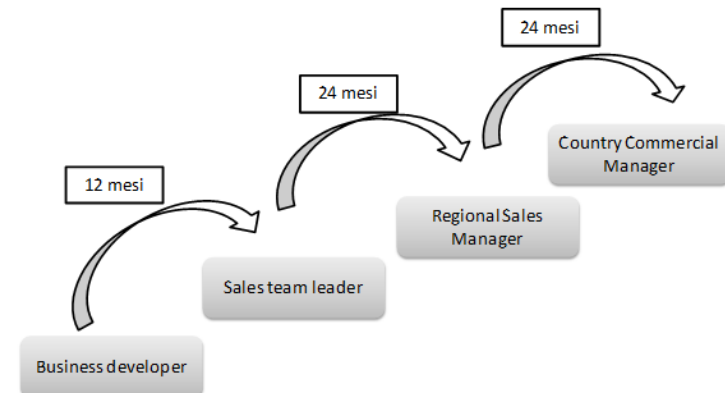 24 mesi
24 mesi
Country Commercial
Manager
12 mesi
Regional Sales
Manager
Sales team leader
Business developer